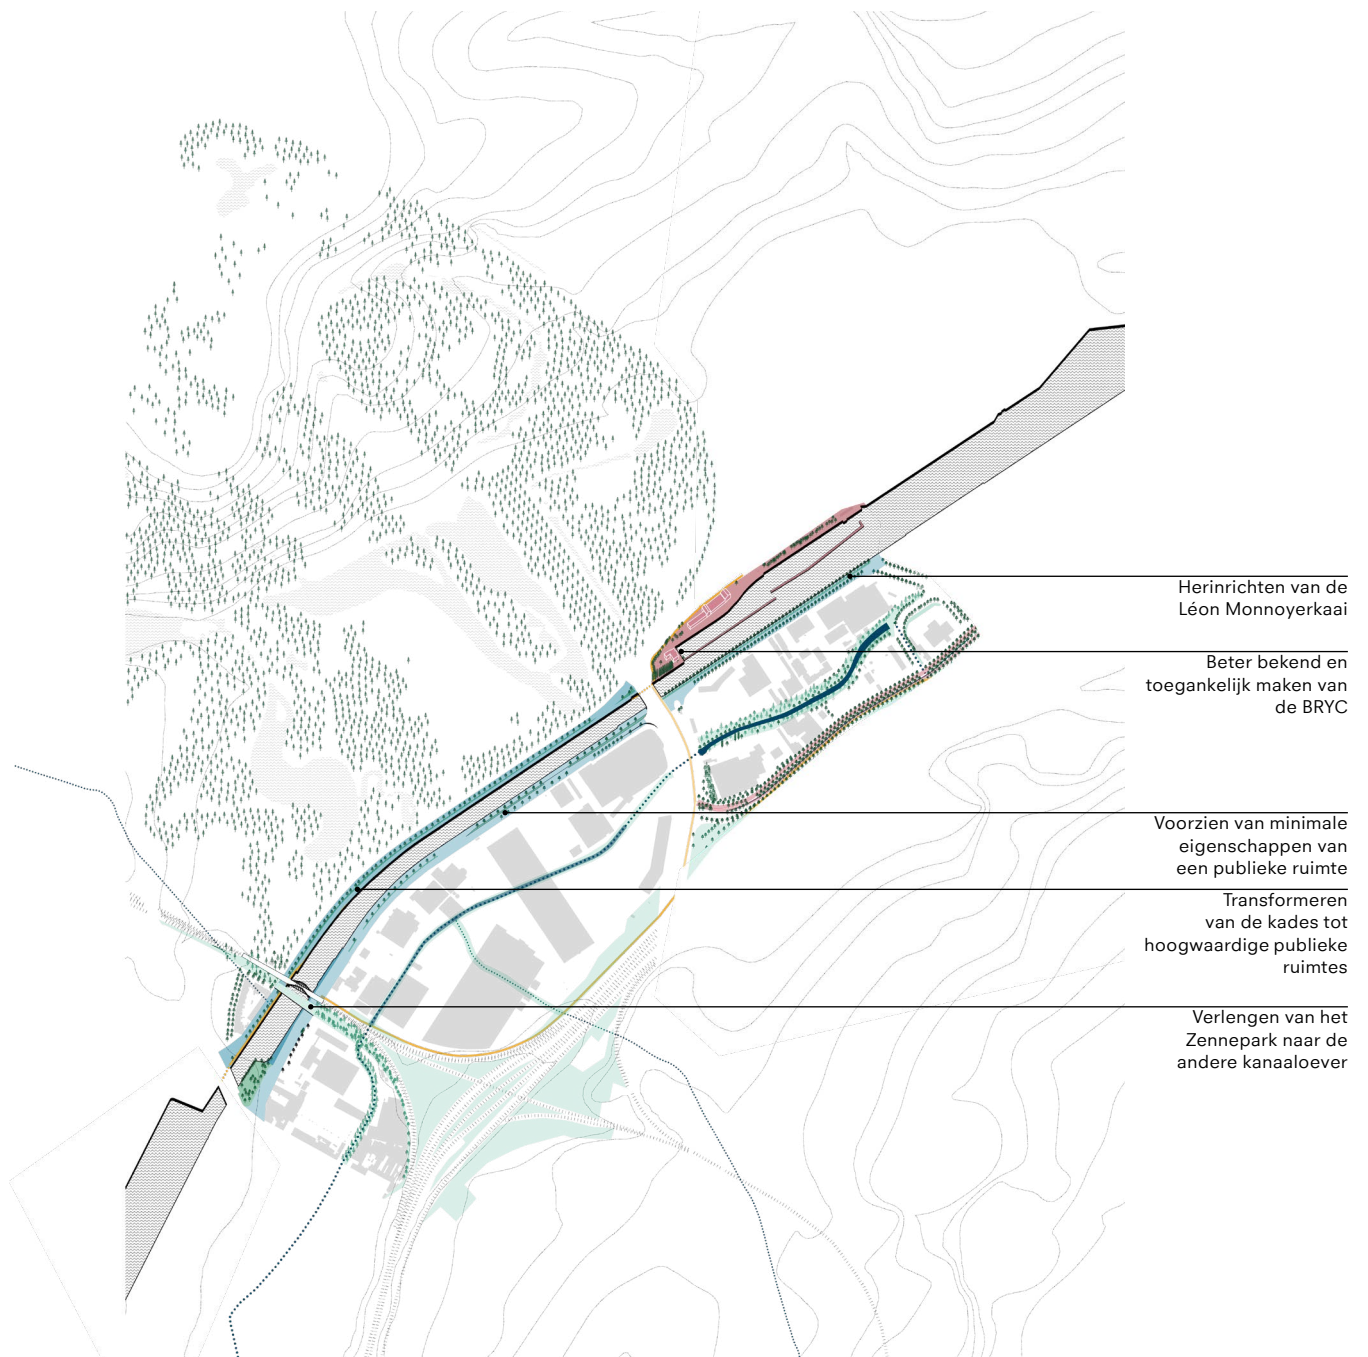 Herinrichten van de
Léon Monnoyerkaai
Beter bekend en
toegankelijk maken van
de BRYC
Voorzien van minimale
eigenschappen van
een publieke ruimte
Transformeren
van de kades tot
hoogwaardige publieke
ruimtes
Verlengen van het
Zennepark naar de
andere kanaaloever